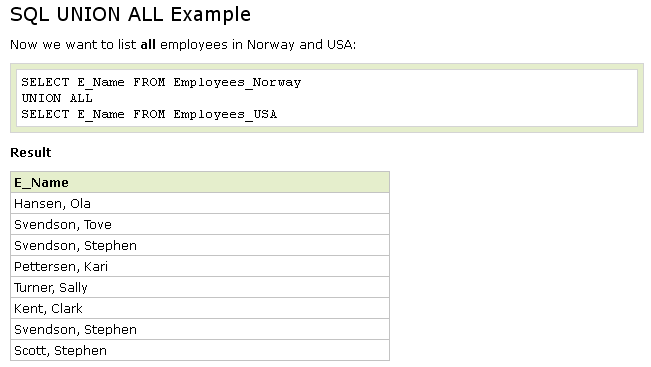 SQL UNION ALL Example
Now we want to list all employees in Norway and USA:
SELECT E_Name FROM Employees_Norway
UNION ALL
SELECT E_Name FROM Employees_USA
Result
E_Name
Hansen, Ola
Svendson, Tove
Svendson, Stephen
Pettersen, Kari
Turner, Sally
Kent, Clark
Svendson, Stephen
Scott, Stephen